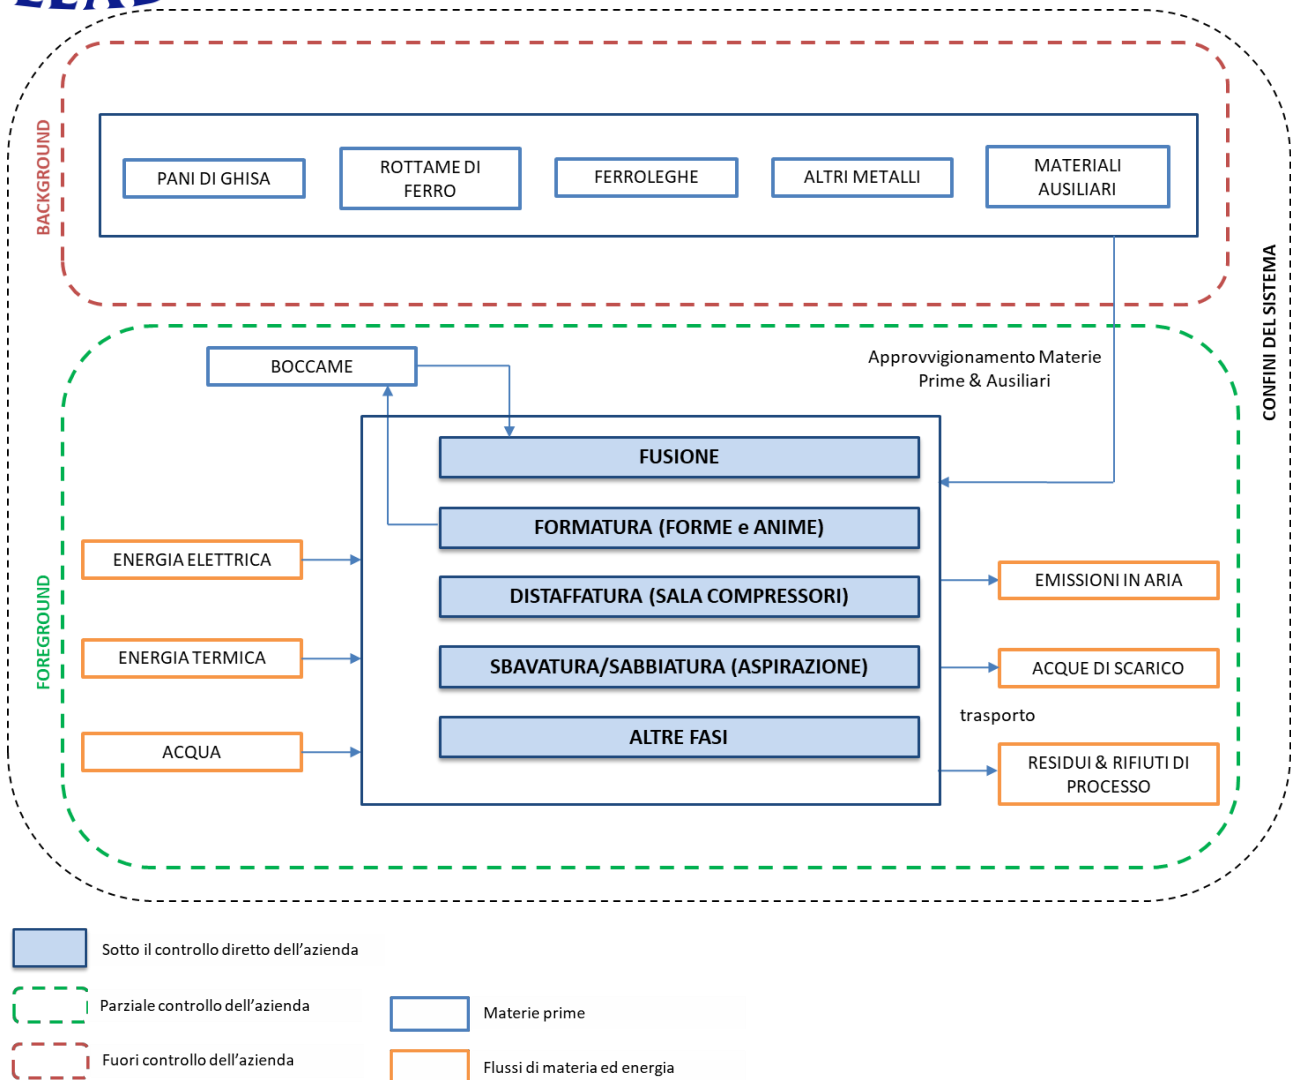 BACKGROUND
PANI DI GHISA
ROTTAME DI
FERRO
FERROLEGHE
ALTRI METALLI
MATERIALI
AUSILIARI
CONFINI DEL SISTEMA
FOREGROUND
BOCCAME
Approvvigionamento Materie
Prime & Ausiliari
FUSIONE
FORMATURA (FORME e ANIME)
DISTAFFATURA (SALA COMPRESSORI)
SBAVATURA/SABBIATURA (ASPIRAZIONE)
ALTRE FASI
ENERGIA ELETTRICA
ENERGIA TERMICA
ACQUA
EMISSIONI IN ARIA
ACQUE DI SCARICO
trasporto
RESIDUI & RIFIUTI DI
PROCESSO
Sotto il controllo diretto dell'azienda
Parziale controllo dell'azienda
Fuori controllo dell'azienda
Materie prime
Flussi di materia ed energia